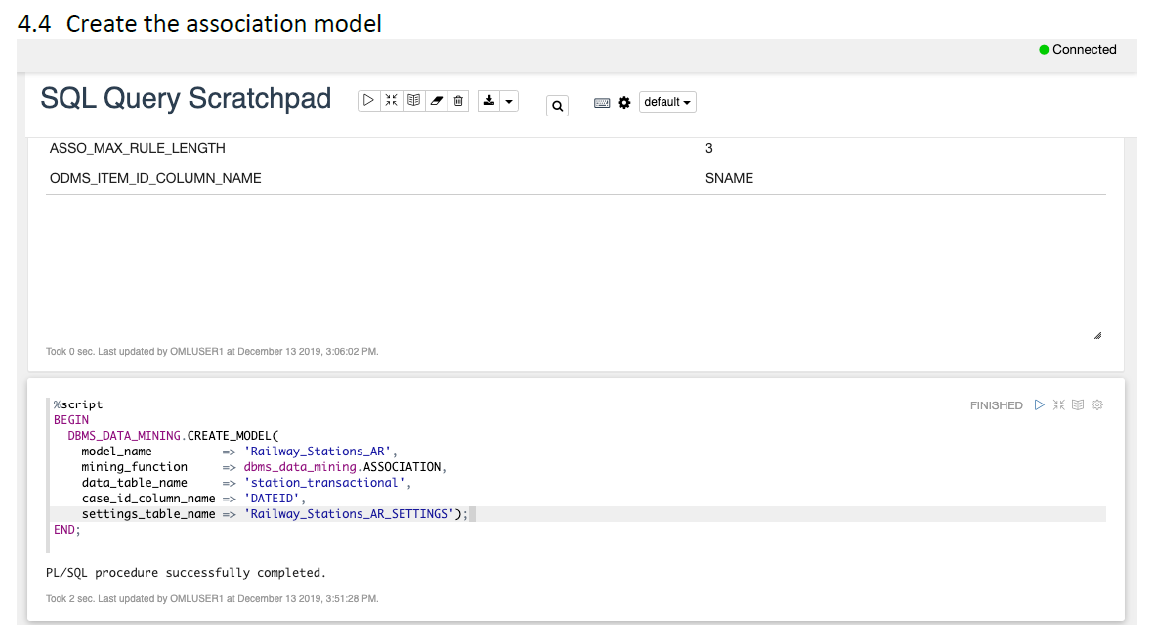 4.4 Create the association model
Connected
SQL Query Scratchpad
default
ASSO_MAX_RULE_LENGTH 3
ODMS_ITEM_ID_COLUMN_NAME SNAME
Took 0 sec. Last updated by OMLUSER1 at December 13 2019, 3:06:02 PM.
%script
FINISHED
BEGIN
DBMS_DATA_MINING.CREATE_MODEL(
model_name => 'Railway_Stations_AR',
mining_function => dbms_data_mining.ASSOCIATION,
data_table_name => 'station_transactional',
case_id_column_name => 'DATEID',
settings_table_name => 'Railway_Stations_AR_SETTINGS');
END;
PL/SQL procedure successfully completed.
Took 2 sec. Last updated by OMLUSER1 at December 13 2019, 3:51:28 PM.